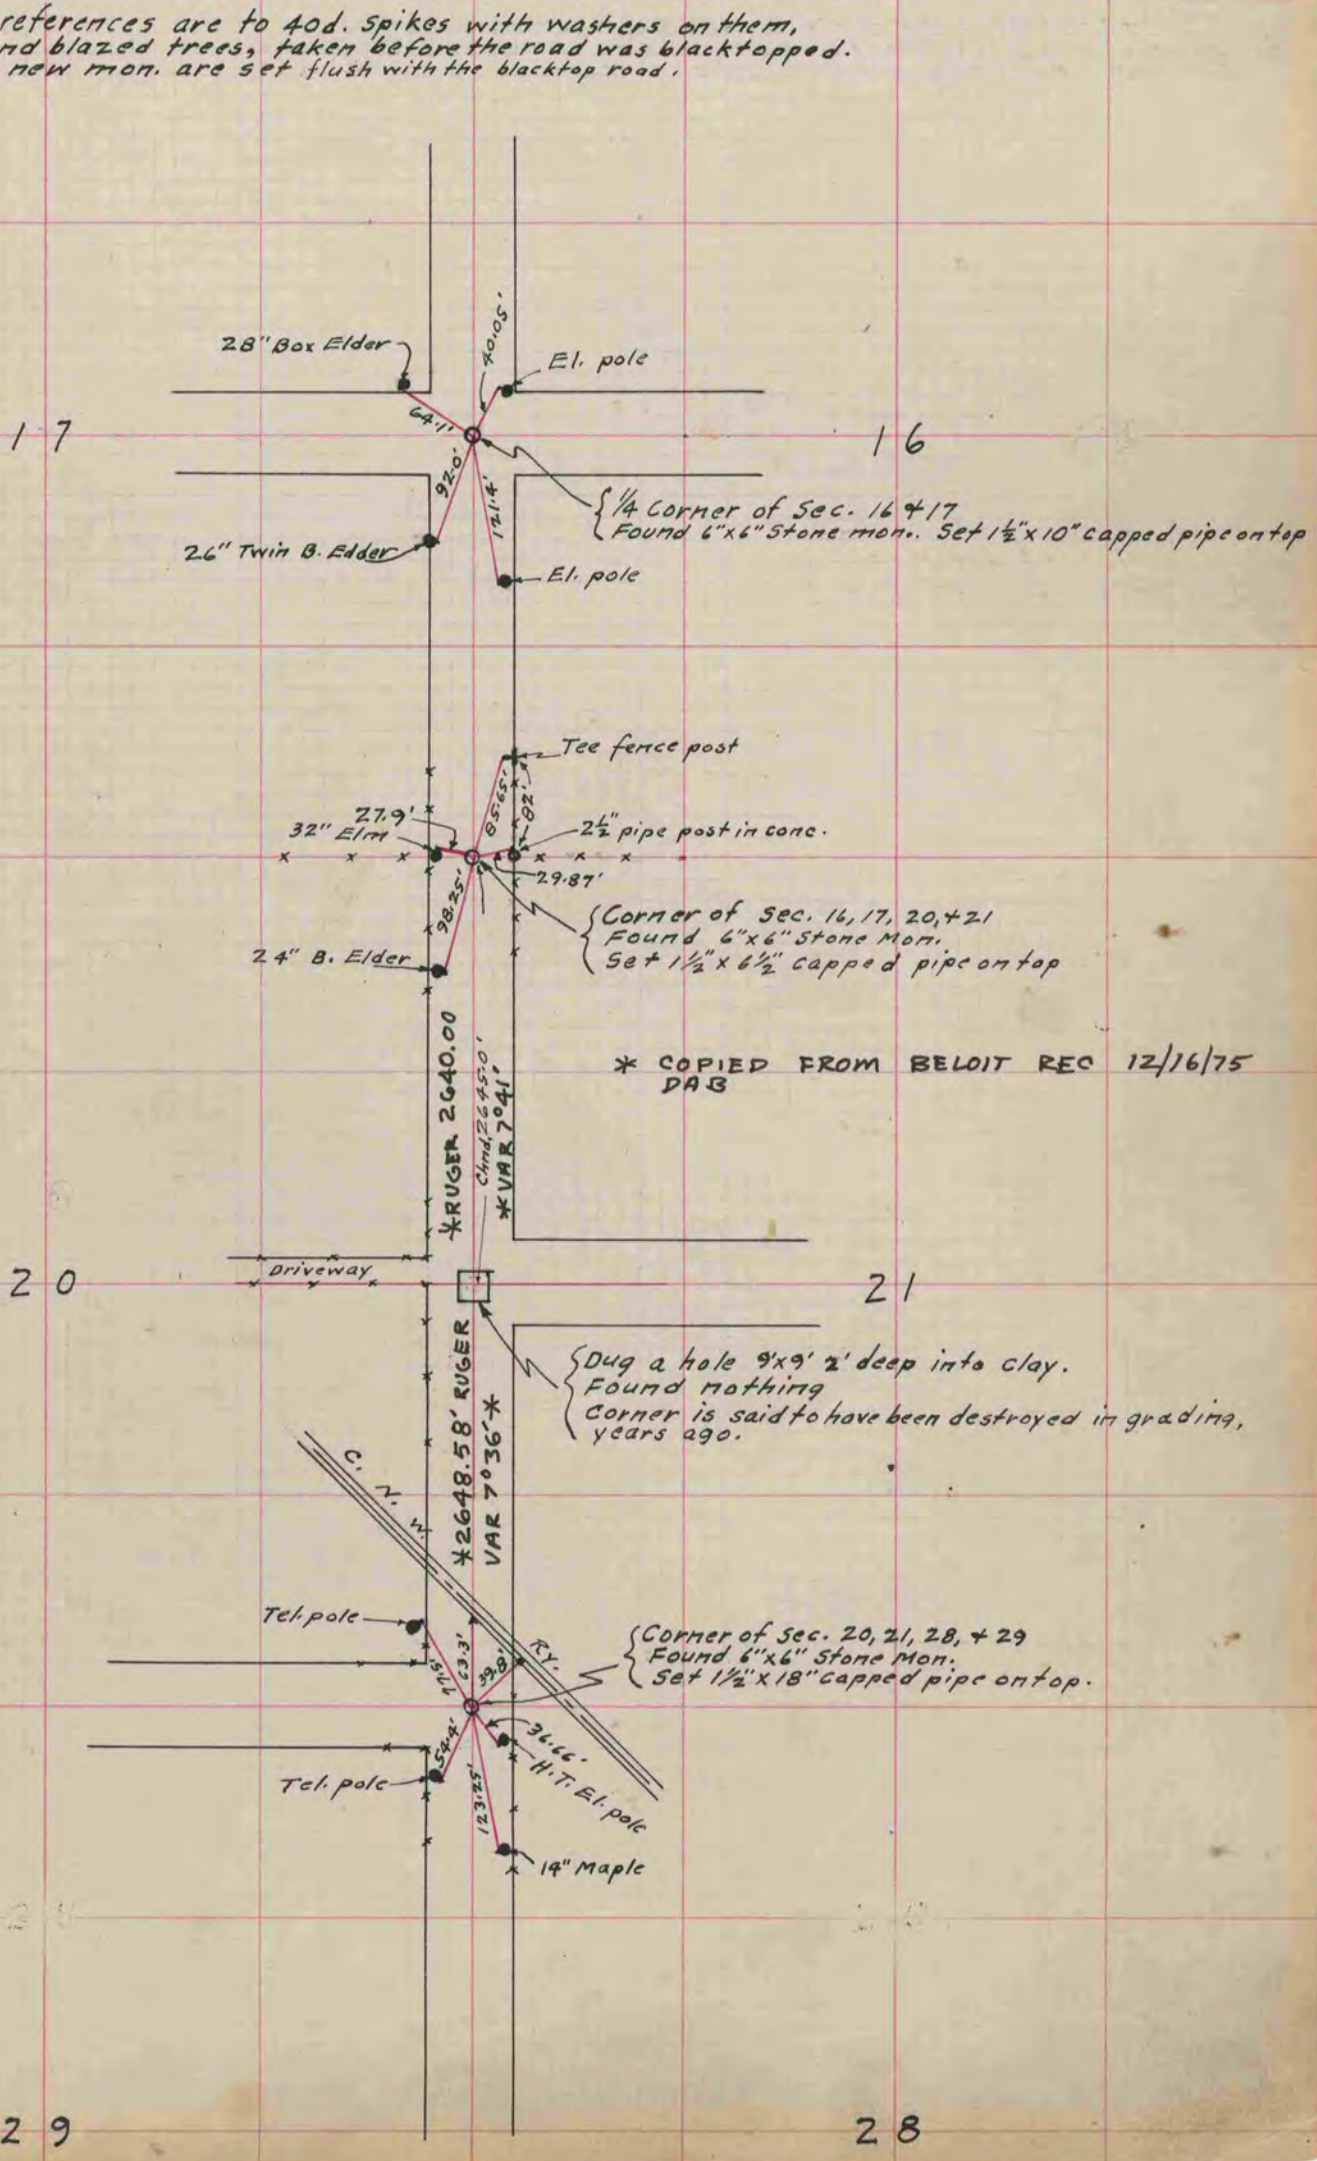 references are to 40d. spikes with washers on them,
nd blazed trees, taken before the road was blacktopped.
new mon. are set flush with the blacktop road.
28" Box Elder
40.05'
El. pole
64.1'
17
16
92.0'
121.4'
1/4 Corner of Sec. 16 & 17
Found 6"x6" Stone mon.. Set 1½"x10" capped pipe on top
26" Twin B. Edder
El. pole
Tee fence post
85.65'
82'
27.9'
32" Elm
2½" pipe post in conc.
x x x x x x
29.87'
98.25'
Corner of Sec. 16, 17, 20, & 21
Found 6"x6" Stone Mon.
Set 1½" x 6½" capped pipe on top
24" B. Elder
*RUGER 2640.00
Chnd. 2645.0'
*VAR 7°41'
* COPIED FROM BELOIT REC 12/16/75
DAB
Driveway
20
21
Dug a hole 9'x9' 2' deep into clay.
Found nothing
Corner is said to have been destroyed in grading,
years ago.
*2648.58' RUGER
VAR 7°36' *
C. N. W. RY.
Tel. pole
63.3'
39.8'
Corner of Sec. 20, 21, 28, & 29
Found 6"x6" Stone Mon.
Set 1½"x18" capped pipe on top.
54.4'
36.66'
H.T. El. pole
Tel. pole
123.25'
14" Maple
29
28